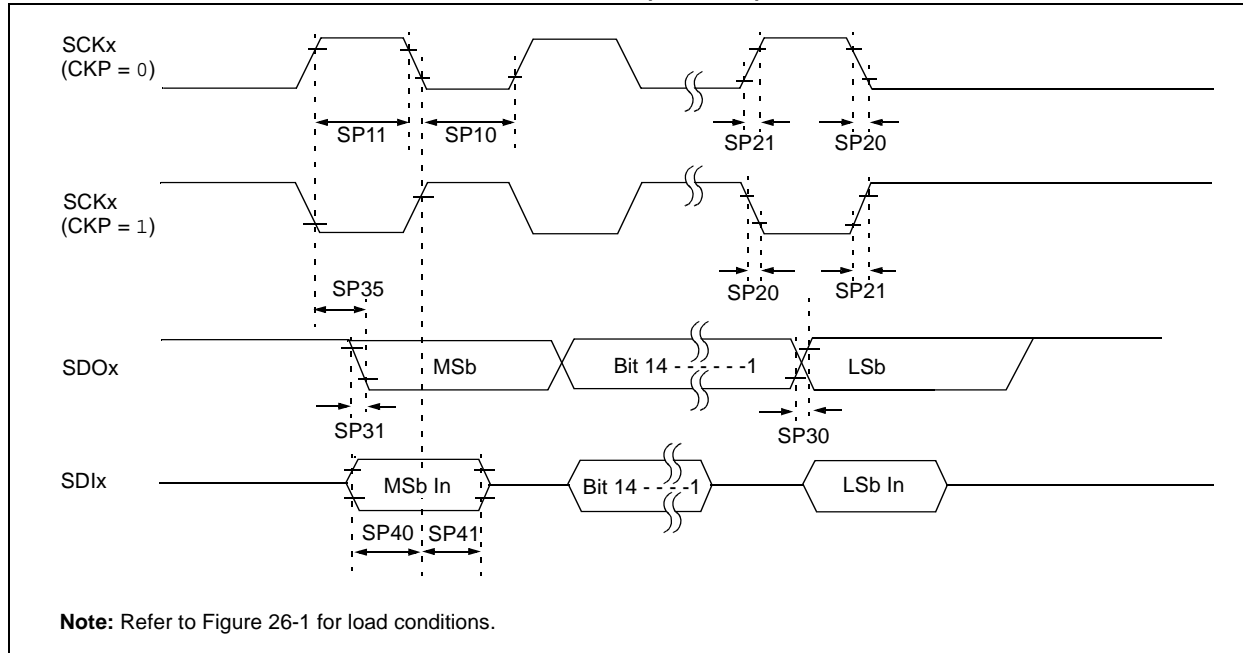 SCKx
(CKP = 0)
SP11
SP10
SP21
SP20
SCKx
(CKP = 1)
SP35
SP20
SP21
SDOx
MSb
Bit 14 - - - - - -1
LSb
SP31
SP30
SDIx
MSb In
Bit 14 - - - -1
LSb In
SP40
SP41
Note: Refer to Figure 26-1 for load conditions.